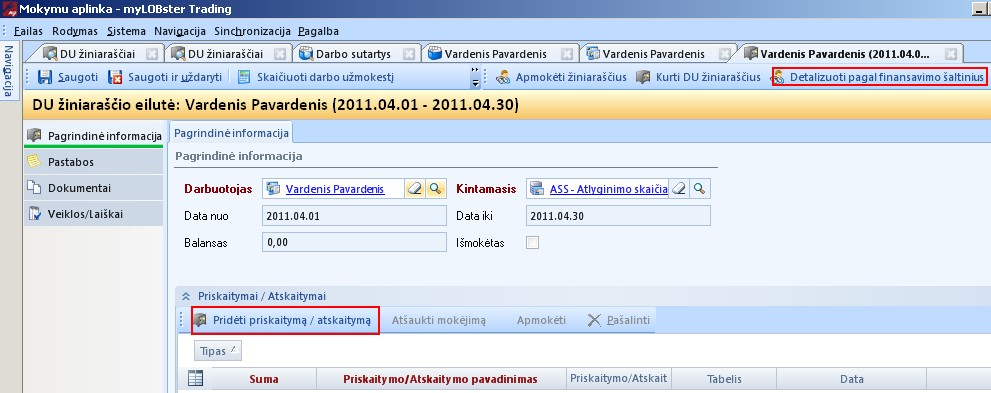 Mokymu aplinka - myLOBster Trading
Failas Rodymas Sistema Navigacija Sinchronizacija Pagalba
Navigacija
DU žiniaraščiai DU žiniaraščiai Darbo sutartys Vardenis Pavardenis Vardenis Pavardenis Vardenis Pavardenis (2011.04.0...
Saugoti Saugoti ir uždaryti Skaičiuoti darbo užmokestį Apmokėti žiniaraščius Kurti DU žiniaraščius Detalizuoti pagal finansavimo šaltinius
DU žiniaraščio eilutė: Vardenis Pavardenis (2011.04.01 - 2011.04.30)
Pagrindinė informacija
Pastabos
Dokumentai
Veiklos/Laiškai
Pagrindinė informacija
Pagrindinė informacija
Darbuotojas Vardenis Pavardenis Kintamasis ASS - Atlyginimo skaičia
Data nuo 2011.04.01 Data iki 2011.04.30
Balansas 0,00 Išmokėtas
Priskaitymai / Atskaitymai
Pridėti priskaitymą / atskaitymą Atšaukti mokėjimą Apmokėti Pašalinti
Tipas
Suma Priskaitymo/Atskaitymo pavadinimas Priskaitymo/Atskait Tabelis Data